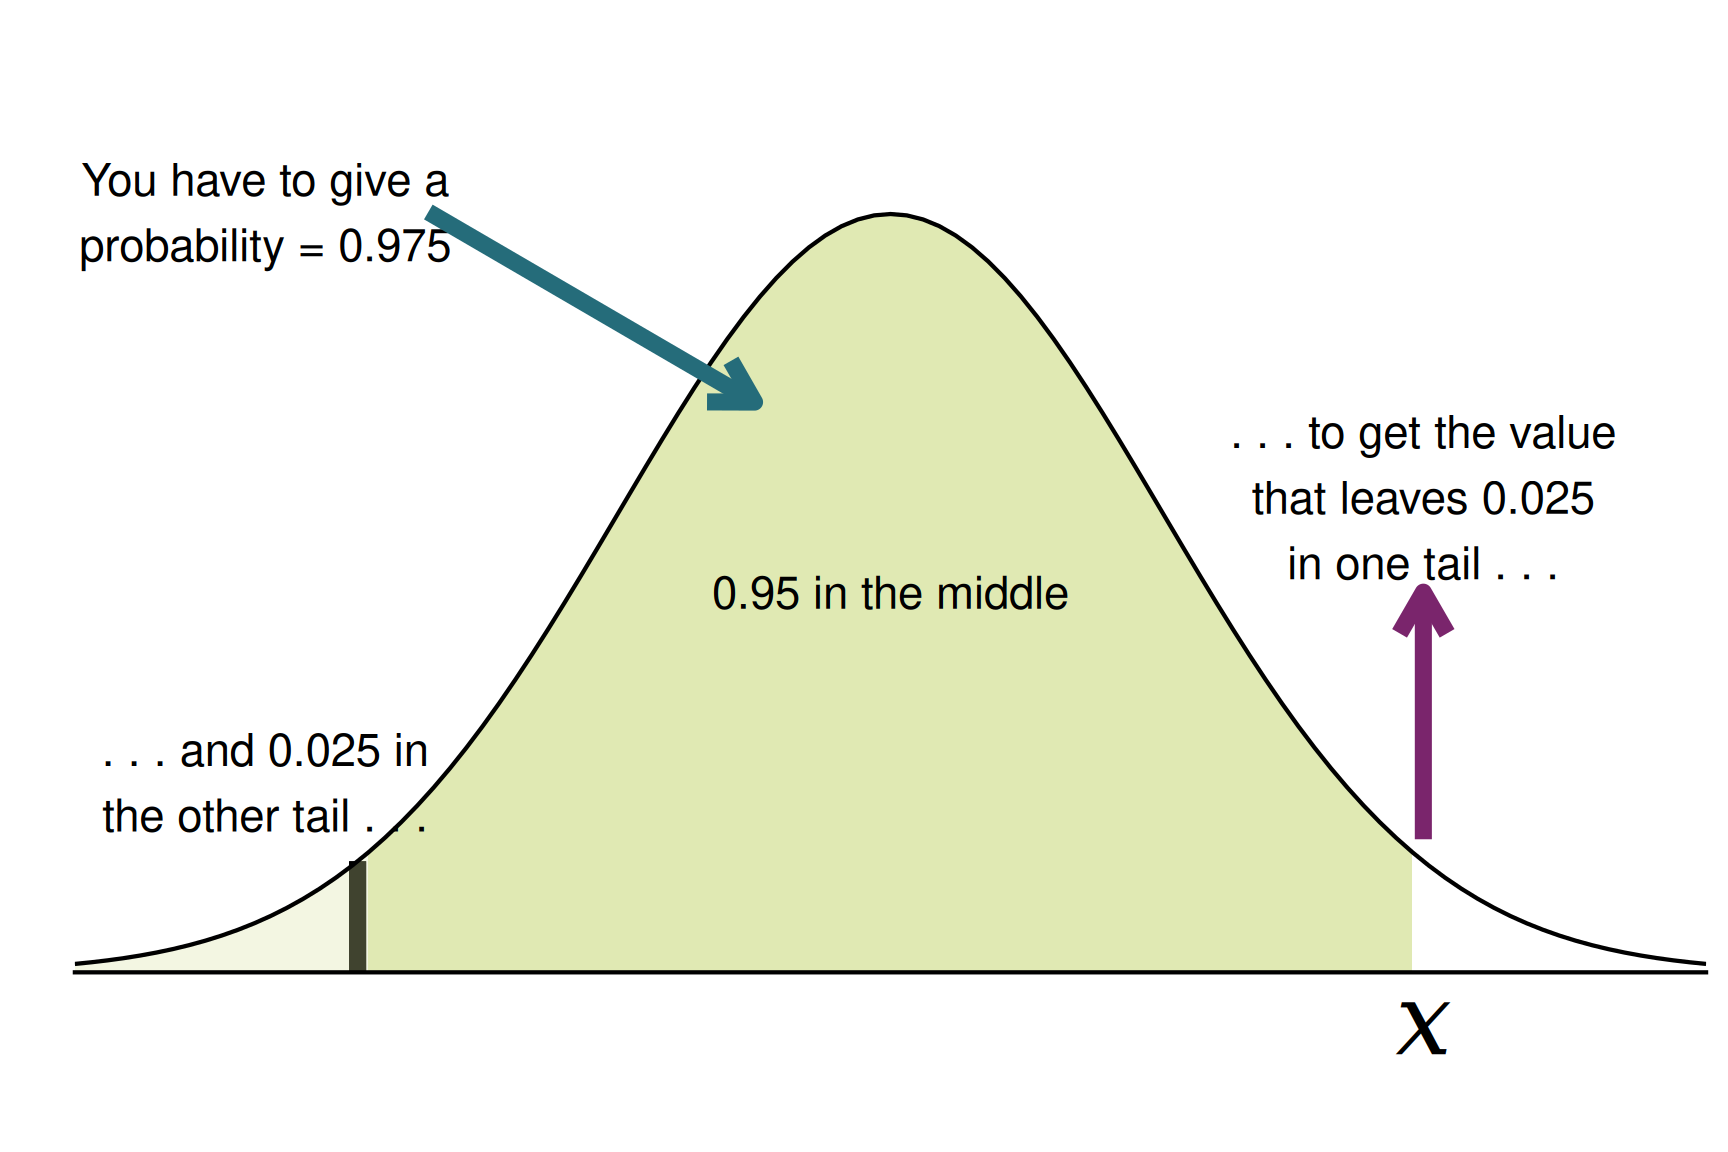 You have to give a
probability = 0.975
. . . to get the value
that leaves 0.025
in one tail . . .
0.95 in the middle
. . . and 0.025 in
the other tail . . .
x